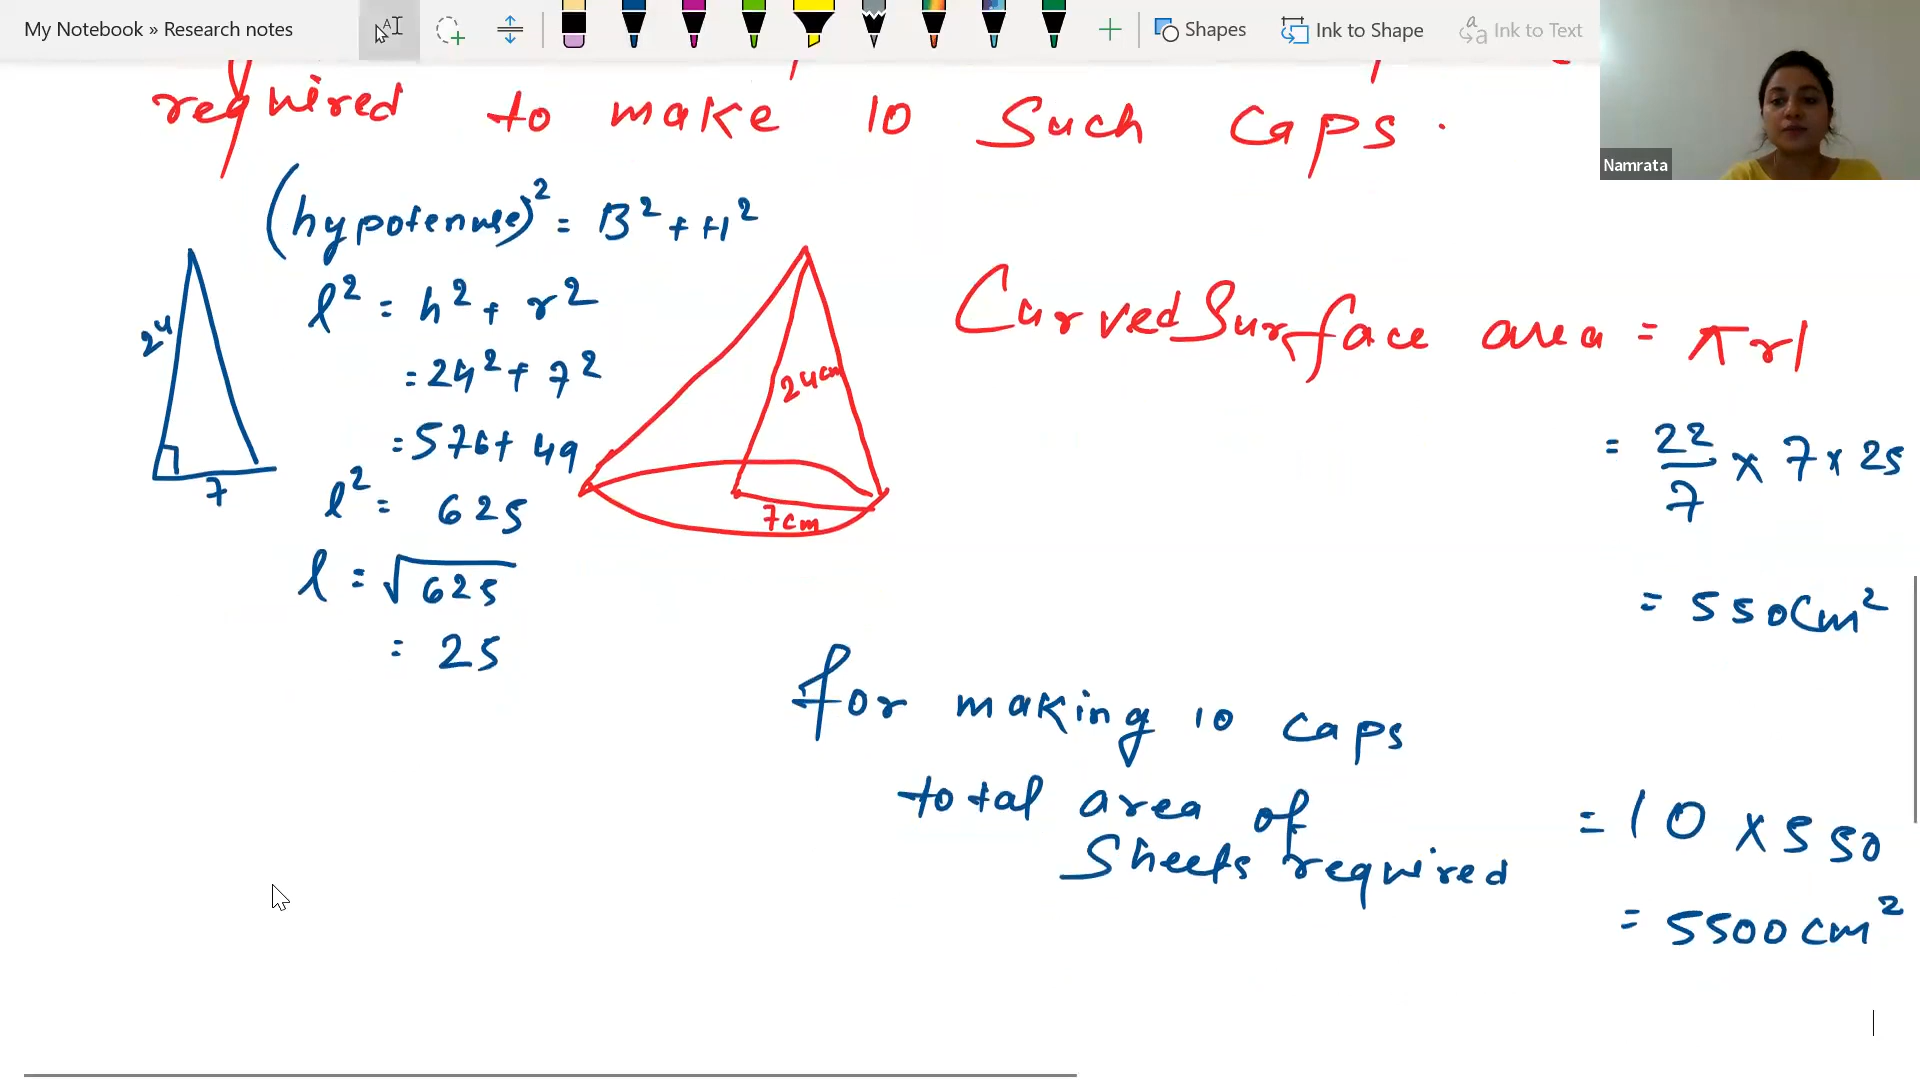 My Notebook » Research notes
Shapes
Ink to Shape
Ink to Text
Namrata
required to make 10 Such caps.
(hypotenuse)² = B² + H²
l² = h² + r²
= 24² + 7²
= 576 + 49
l² = 625
l = √625
= 25
24
7
24cm
7cm
Curved Surface area = πrl
= 22/7 × 7 × 25
= 550Cm²
for making 10 caps
total area of
Sheets required
= 10 × 550
= 5500 cm²